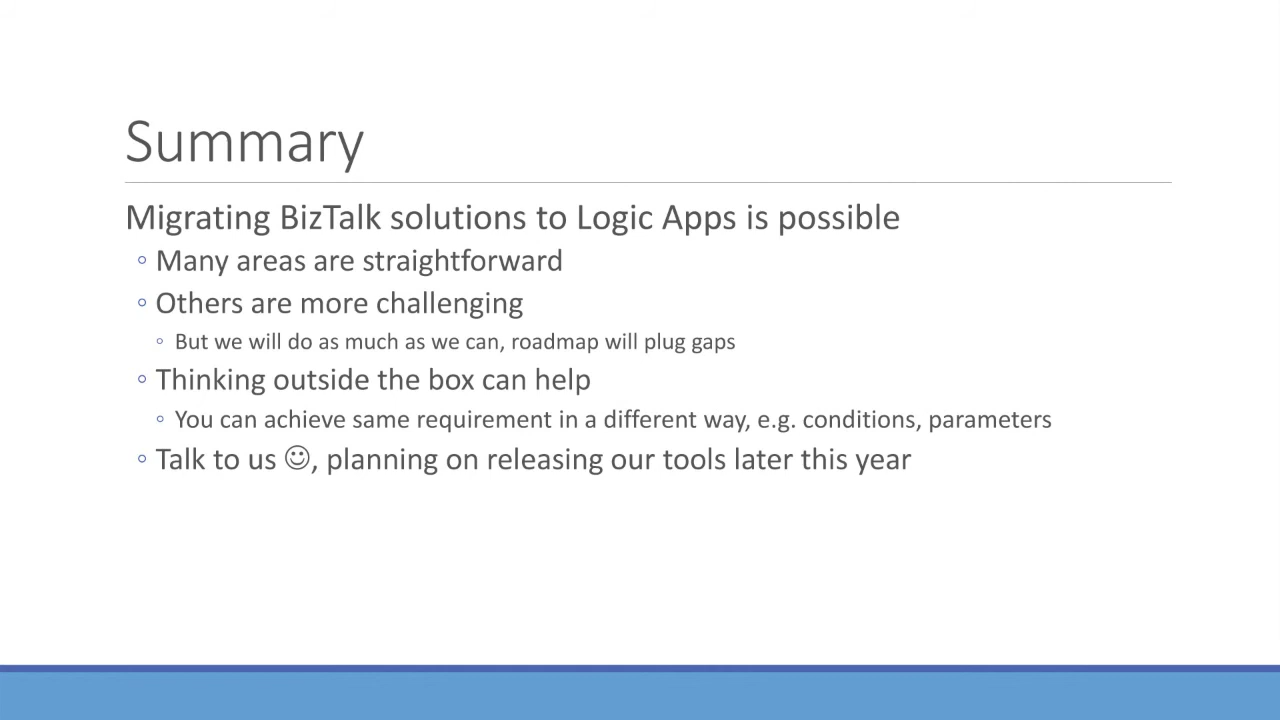 Summary
Migrating BizTalk solutions to Logic Apps is possible
◦ Many areas are straightforward
◦ Others are more challenging
◦ But we will do as much as we can, roadmap will plug gaps
◦ Thinking outside the box can help
◦ You can achieve same requirement in a different way, e.g. conditions, parameters
◦ Talk to us ☺, planning on releasing our tools later this year